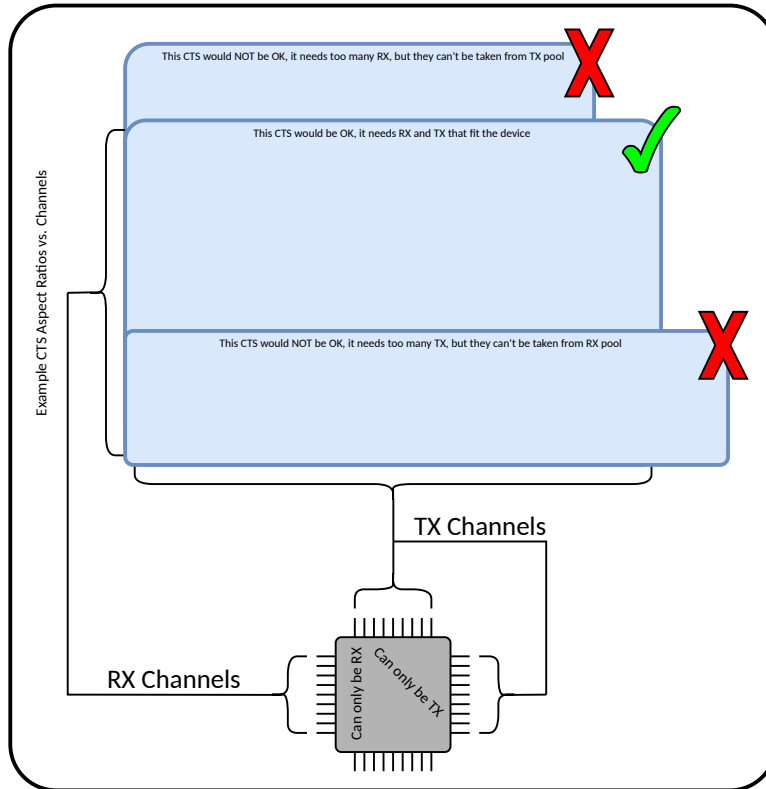 This CTS would NOT be OK, it needs too many RX, but they can't be taken from TX pool
X
This CTS would be OK, it needs RX and TX that fit the device
Example CTS Aspect Ratios vs. Channels
This CTS would NOT be OK, it needs too many TX, but they can't be taken from RX pool
X
TX Channels
RX Channels
Can only be RX
Can only be TX